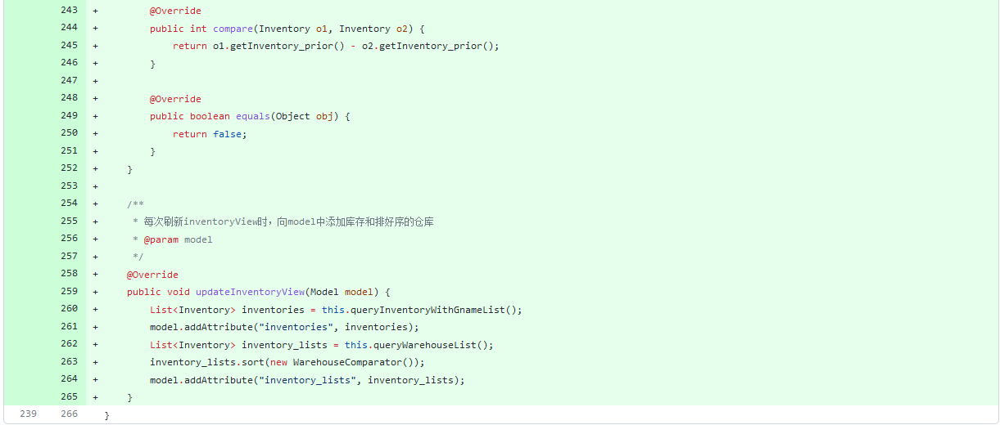 243 +         @Override
244 +         public int compare(Inventory o1, Inventory o2) {
245 +             return o1.getInventory_prior() - o2.getInventory_prior();
246 +         }
247 +
248 +         @Override
249 +         public boolean equals(Object obj) {
250 +             return false;
251 +         }
252 +     }
253 +
254 +     /**
255 +      * 每次刷新inventoryView时，向model中添加库存和排好序的仓库
256 +      * @param model
257 +      */
258 +     @Override
259 +     public void updateInventoryView(Model model) {
260 +         List<Inventory> inventories = this.queryInventoryWithGnameList();
261 +         model.addAttribute("inventories", inventories);
262 +         List<Inventory> inventory_lists = this.queryWarehouseList();
263 +         inventory_lists.sort(new WarehouseComparator());
264 +         model.addAttribute("inventory_lists", inventory_lists);
265 +     }
239 266   }